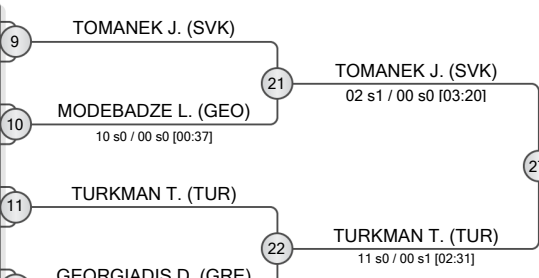 TOMANEK J. (SVK)
9
21
TOMANEK J. (SVK)
02 s1 / 00 s0 [03:20]
MODEBADZE L. (GEO)
10
10 s0 / 00 s0 [00:37]
27
TURKMAN T. (TUR)
11
22
TURKMAN T. (TUR)
11 s0 / 00 s1 [02:31]
GEORGIADIS D. (GRE)